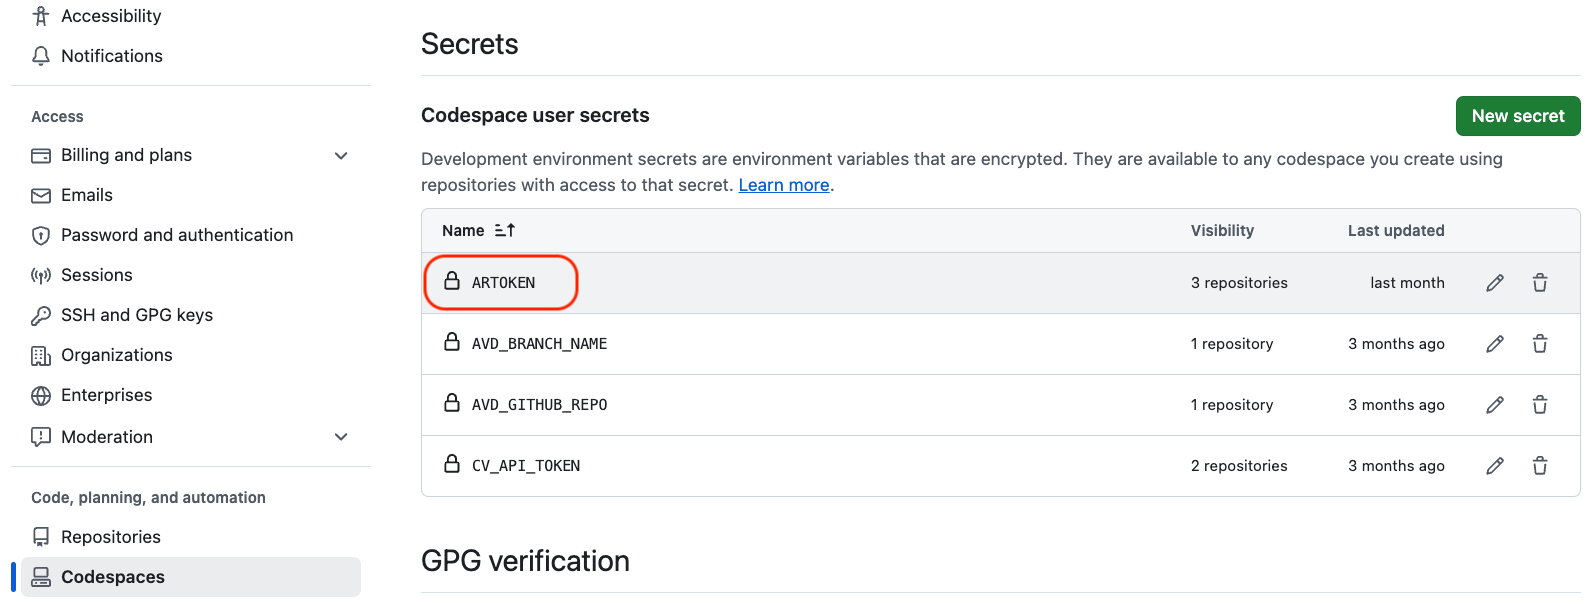 Accessibility
Notifications
Access
Billing and plans
Emails
Password and authentication
Sessions
SSH and GPG keys
Organizations
Enterprises
Moderation
Code, planning, and automation
Repositories
Codespaces
Secrets
Codespace user secrets
New secret
Development environment secrets are environment variables that are encrypted. They are available to any codespace you create using
repositories with access to that secret. Learn more.
Name Visibility Last updated
ARTOKEN 3 repositories last month
AVD_BRANCH_NAME 1 repository 3 months ago
AVD_GITHUB_REPO 1 repository 3 months ago
CV_API_TOKEN 2 repositories 3 months ago
GPG verification